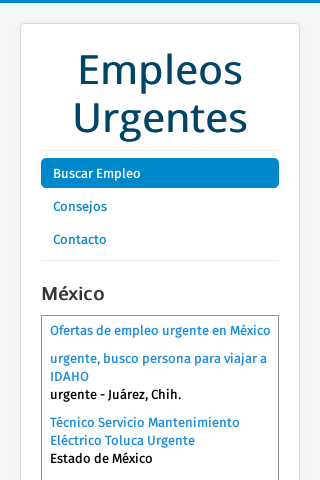 Empleos
Urgentes
Buscar Empleo
Consejos
Contacto
México
Ofertas de empleo urgente en México
urgente, busco persona para viajar a
IDAHO
urgente - Juárez, Chih.
Técnico Servicio Mantenimiento
Eléctrico Toluca Urgente
Estado de México